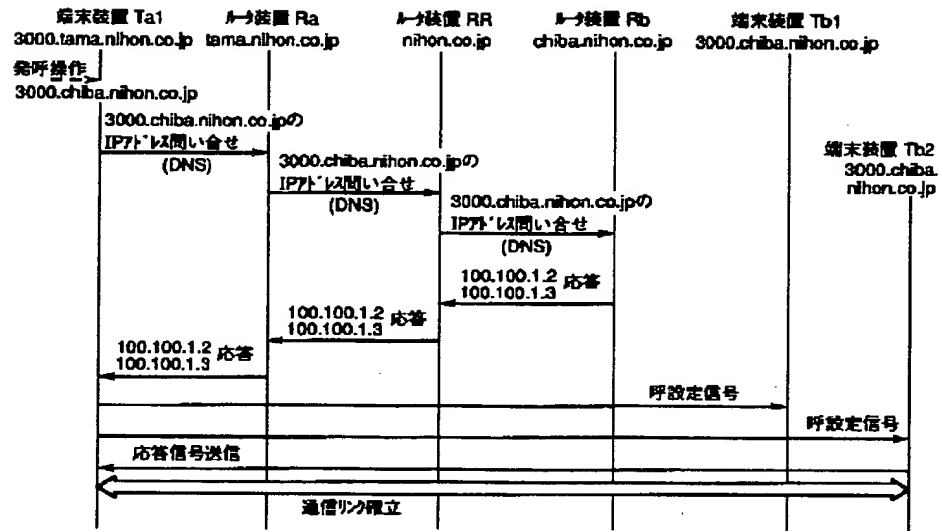 端末装置 Ta1
3000.tama.nihon.co.jp
ルータ装置 Ra
tama.nihon.co.jp
ルータ装置 RR
nihon.co.jp
ルータ装置 Rb
chiba.nihon.co.jp
端末装置 Tb1
3000.chiba.nihon.co.jp
発呼操作
3000.chiba.nihon.co.jp
3000.chiba.nihon.co.jpの
IPアドレス問い合せ
(DNS)
3000.chiba.nihon.co.jpの
IPアドレス問い合せ
(DNS)
端末装置 Tb2
3000.chiba.
nihon.co.jp
3000.chiba.nihon.co.jpの
IPアドレス問い合せ
(DNS)
100.100.1.2 応答
100.100.1.3
100.100.1.2 応答
100.100.1.3
100.100.1.2 応答
100.100.1.3
呼設定信号
呼設定信号
応答信号送信
通信リンク確立